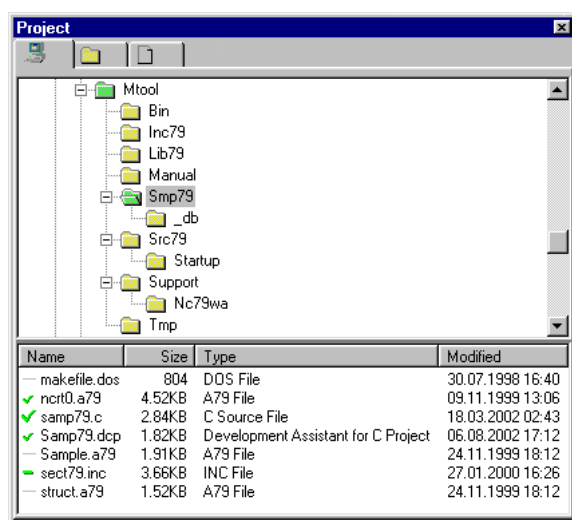 Project
Mtool
Bin
Inc79
Lib79
Manual
Smp79
_db
Src79
Startup
Support
Nc79wa
Tmp
Name Size Type Modified
makefile.dos 804 DOS File 30.07.1998 16:40
ncrt0.a79 4.52KB A79 File 09.11.1999 13:06
samp79.c 2.84KB C Source File 18.03.2002 02:43
Samp79.dcp 1.82KB Development Assistant for C Project 06.08.2002 17:12
Sample.a79 1.91KB A79 File 24.11.1999 18:12
sect79.inc 3.66KB INC File 27.01.2000 16:26
struct.a79 1.52KB A79 File 24.11.1999 18:12